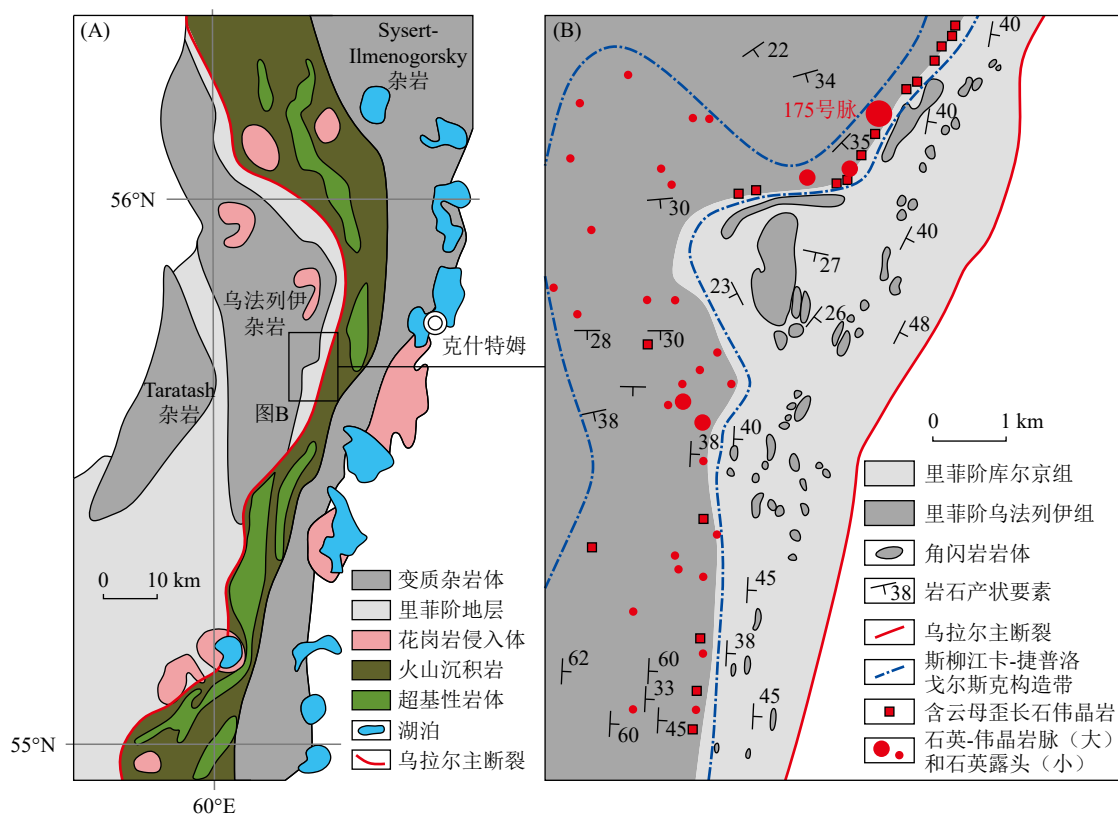 (A)
Sysert-
Ilmenogorsky
杂岩
56°N
乌法列伊
杂岩
克什特姆
Taratash
杂岩
图B
0 10 km
变质杂岩体
里菲阶地层
花岗岩侵入体
火山沉积岩
超基性岩体
湖泊
乌拉尔主断裂
55°N
60°E
(B)
40
22
34
175号脉
40
35
30
40
27
23
26
28
30
48
38
40
38
0 1 km
里菲阶库尔京组
里菲阶乌法列伊组
角闪岩岩体
38
岩石产状要素
乌拉尔主断裂
斯柳江卡-捷普洛
戈尔斯克构造带
含云母歪长石伟晶岩
石英-伟晶岩脉（大）
和石英露头（小）
45
38
62
60
33
45
60
45